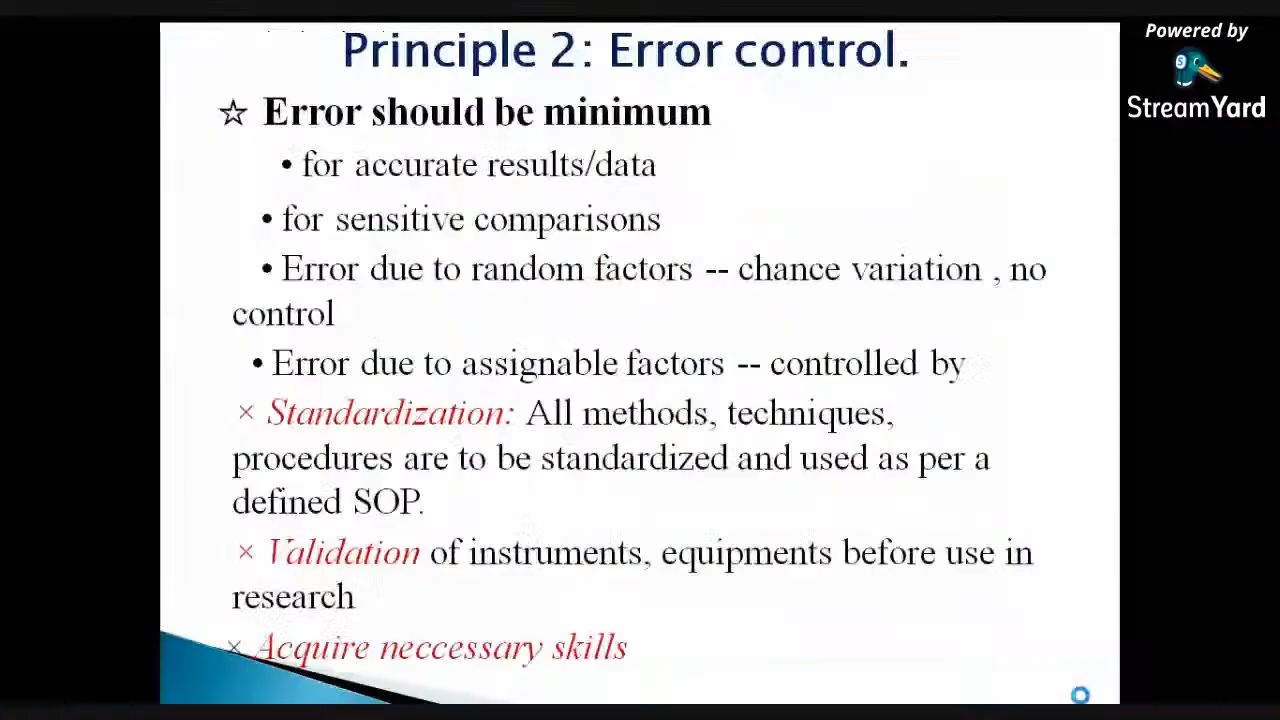 Principle 2: Error control.
Powered by
StreamYard
☆ Error should be minimum
• for accurate results/data
• for sensitive comparisons
• Error due to random factors -- chance variation , no
control
• Error due to assignable factors -- controlled by
× Standardization: All methods, techniques,
procedures are to be standardized and used as per a
defined SOP.
× Validation of instruments, equipments before use in
research
× Acquire neccessary skills